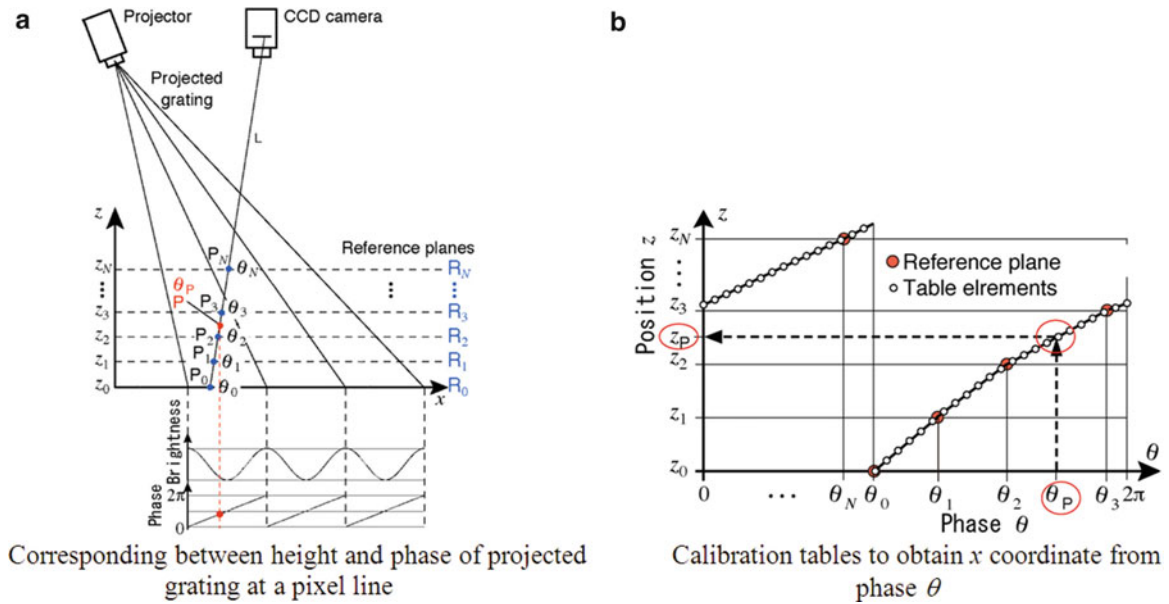 a
Projector
CCD camera
Projected
grating
L
z
Reference planes
z_N
P_N
θ_N
R_N
⋮
θ_P
P
z_3
P_3
θ_3
R_3
z_2
P_2
θ_2
R_2
z_1
P_1
θ_1
R_1
z_0
P_0
θ_0
x
R_0
Brightness
Phase
2π
0
Corresponding between height and phase of projected
grating at a pixel line
b
z
Position z
z_N
⋮
z_3
z_P
z_2
z_1
z_0
Reference plane
Table elrements
θ
0
⋯
θ_N
θ_0
θ_1
θ_2
θ_P
θ_3
2π
Phase θ
Calibration tables to obtain x coordinate from
phase θ